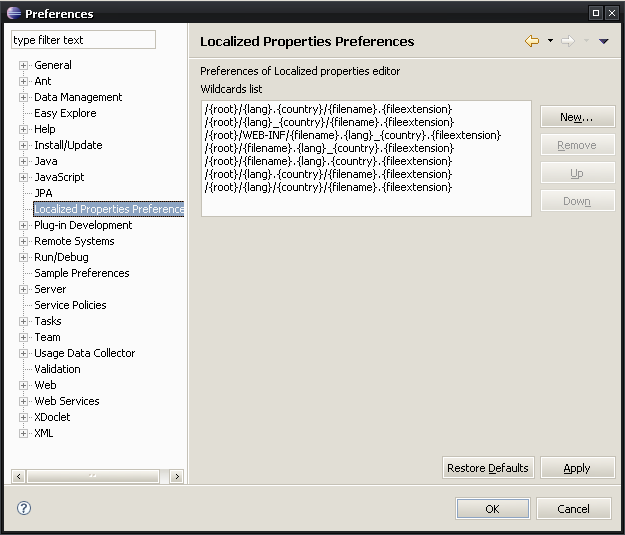 Preferences
type filter text
General
Ant
Data Management
Easy Explore
Help
Install/Update
Java
JavaScript
JPA
Localized Properties Preference
Plug-in Development
Remote Systems
Run/Debug
Sample Preferences
Server
Service Policies
Tasks
Team
Usage Data Collector
Validation
Web
Web Services
XDoclet
XML
Localized Properties Preferences
Preferences of Localized properties editor
Wildcards list
/{root}/{lang}.{country}/{filename}.{fileextension}
/{root}/{lang}_{country}/{filename}.{fileextension}
/{root}/WEB-INF/{filename}.{lang}_{country}.{fileextension}
/{root}/{filename}.{lang}_{country}.{fileextension}
/{root}/{filename}.{lang}.{country}.{fileextension}
/{root}/{lang}.{country}/{filename}.{fileextension}
/{root}/{lang}/{country}/{filename}.{fileextension}
New...
Remove
Up
Down
Restore Defaults
Apply
OK
Cancel